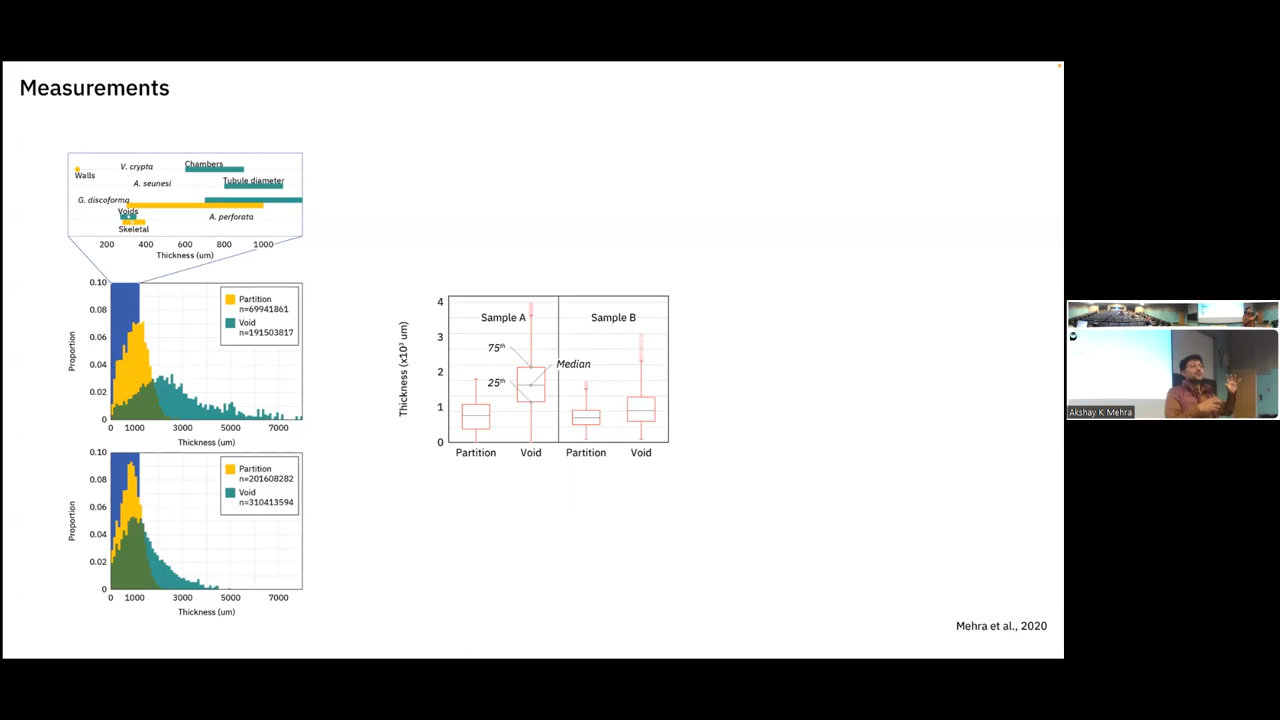 Measurements
V. crypta
Chambers
Walls
A. seunesi
Tubule diameter
G. discoforma
Voids
A. perforata
Skeletal
200 400 600 800 1000
Thickness (um)
0.10
0.08
0.06
0.04
0.02
0
Proportion
Partition
n=69941861
Void
n=191503817
0 1000 3000 5000 7000
Thickness (um)
0.10
0.08
0.06
0.04
0.02
0
Proportion
Partition
n=201608282
Void
n=310413594
0 1000 3000 5000 7000
Thickness (um)
4
3
2
1
0
Thickness (x10³ um)
Sample A
Sample B
75th
Median
25th
Partition Void Partition Void
Mehra et al., 2020
Akshay K Mehra